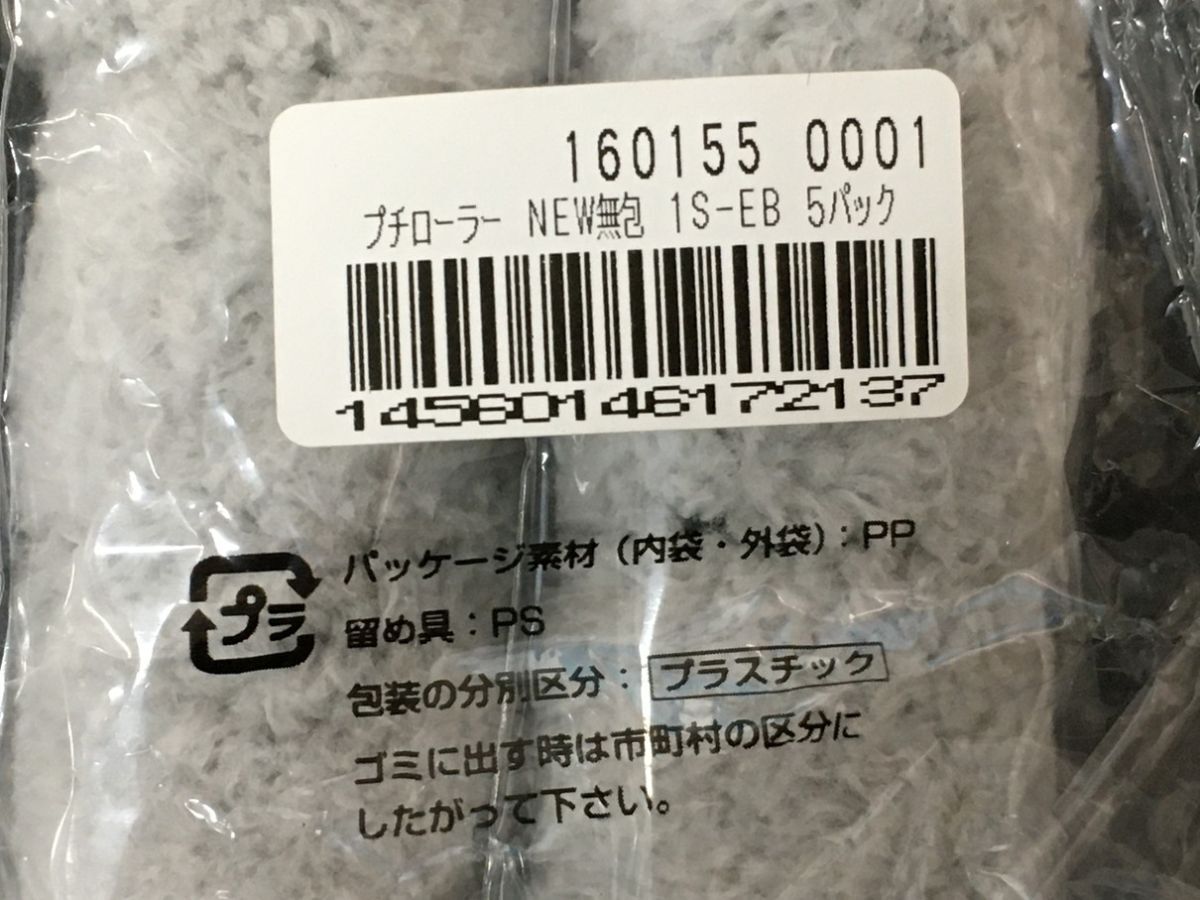 160155 0001
プチローラー NEW無包 1S-EB 5パック
14560146172137
パッケージ素材（内袋・外袋）：PP
プラ
留め具：PS
包装の分別区分：プラスチック
ゴミに出す時は市町村の区分に
したがって下さい。